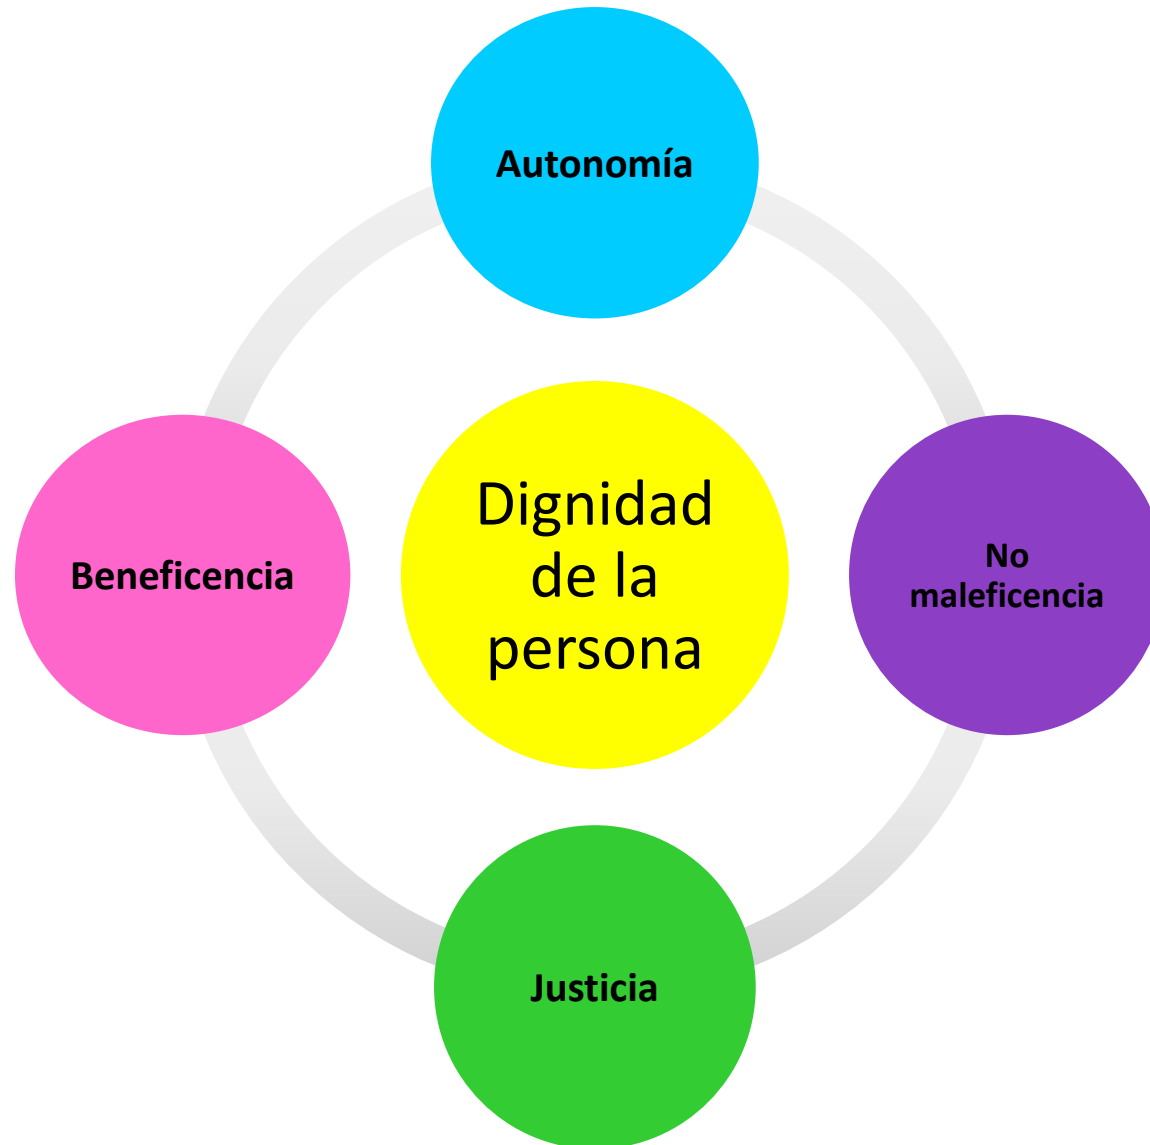 Autonomía
Dignidad
de la
persona
Beneficencia
No
maleficencia
Justicia